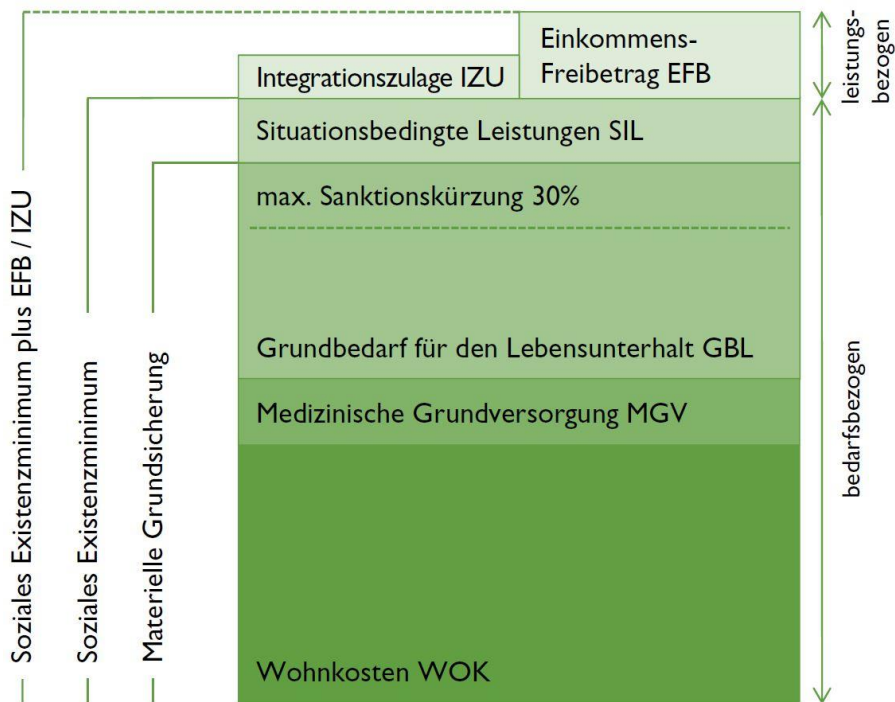 Einkommens-
Freibetrag EFB
Integrationszulage IZU
Situationsbedingte Leistungen SIL
max. Sanktionskürzung 30%
Grundbedarf für den Lebensunterhalt GBL
Medizinische Grundversorgung MGV
Wohnkosten WOK
Soziales Existenzminimum plus EFB / IZU
Soziales Existenzminimum
Materielle Grundsicherung
leistungs-
bezogen
bedarfsbezogen